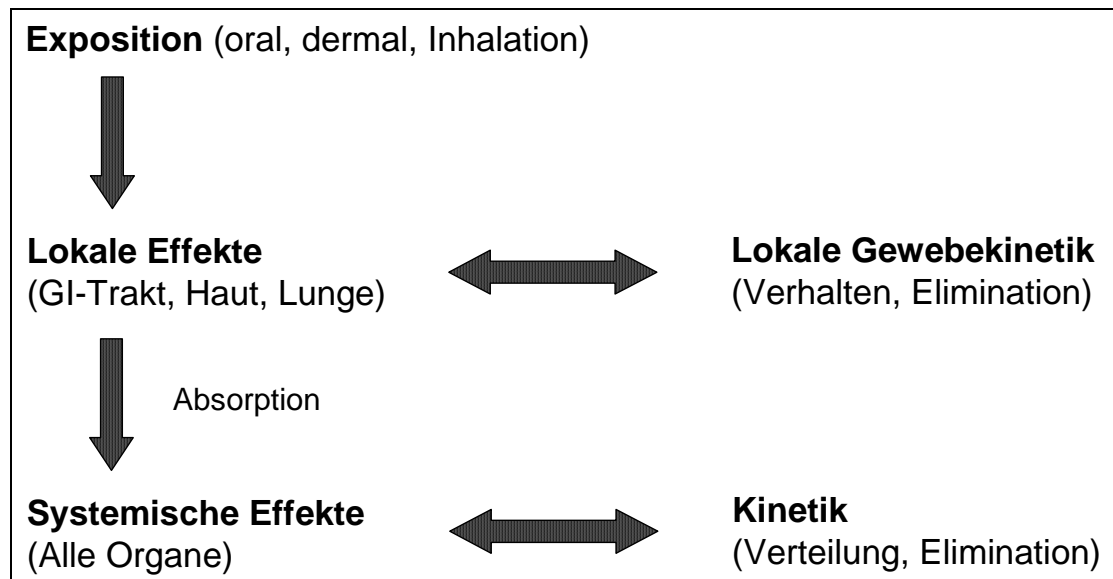 Exposition (oral, dermal, Inhalation)
Lokale Effekte
(GI-Trakt, Haut, Lunge)
Lokale Gewebekinetik
(Verhalten, Elimination)
Absorption
Systemische Effekte
(Alle Organe)
Kinetik
(Verteilung, Elimination)